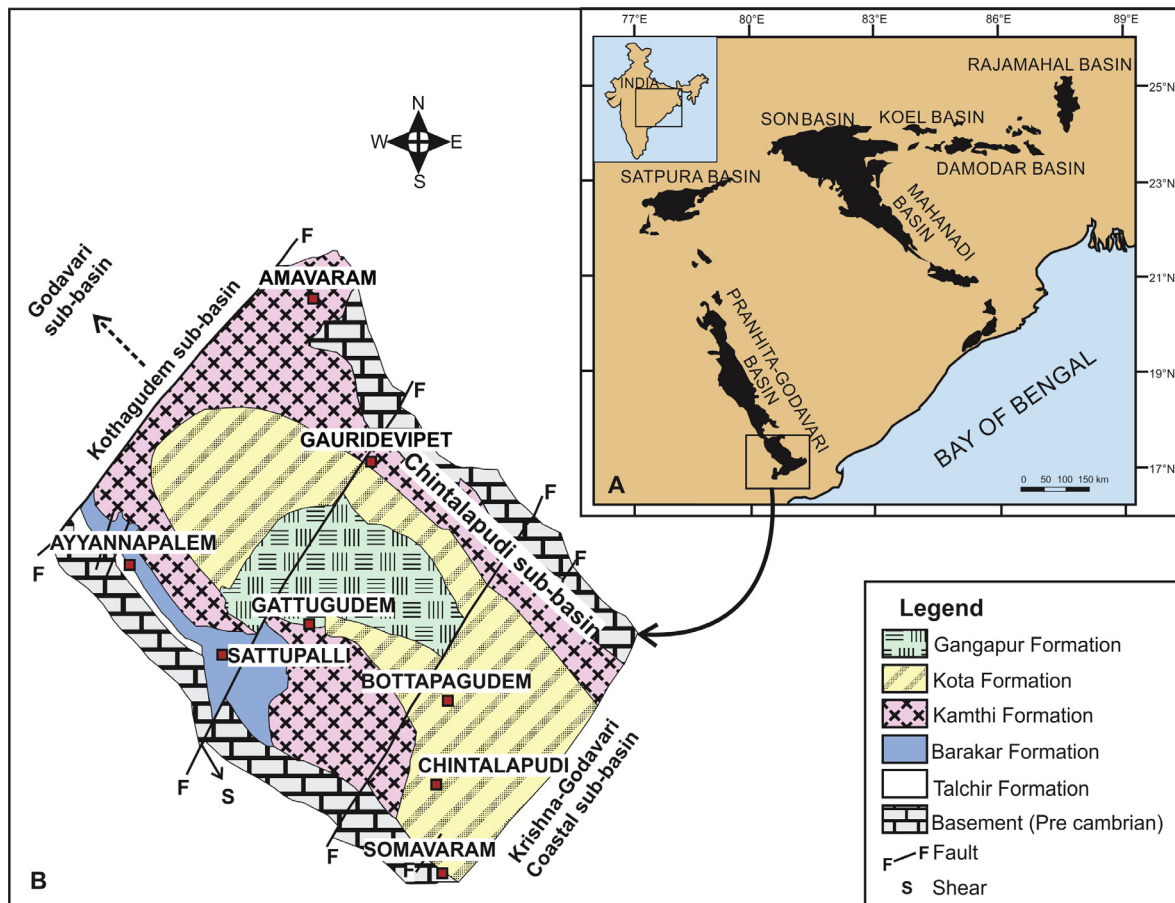 77°E
80°E
83°E
86°E
89°E
INDIA
RAJAMAHAL BASIN
25°N
SON BASIN
KOEL BASIN
DAMODAR BASIN
SATPURA BASIN
23°N
MAHANADI
BASIN
21°N
PRANHITA-GODAVARI
BASIN
19°N
BAY OF BENGAL
17°N
A
0 50 100 150 km
N
W E
S
Godavari
sub-basin
Kothagudem sub-basin
F
AMAVARAM
F
GAURIDEVIPET
Chintalapudi sub-basin
F
AYYANNAPALEM
F
F
GATTUGUDEM
SATTUPALLI
BOTTAPAGUDEM
CHINTALAPUDI
F
S
Krishna-Godavari
Coastal sub-basin
F
SOMAVARAM
F
B
Legend
Gangapur Formation
Kota Formation
Kamthi Formation
Barakar Formation
Talchir Formation
Basement (Pre cambrian)
F F Fault
S Shear